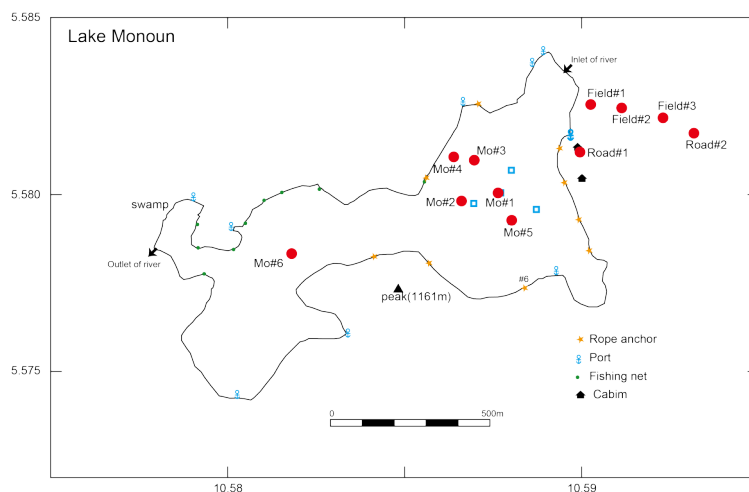 5.585
Lake Monoun
Inlet of river
Field#1
Field#2
Field#3
Road#2
Mo#3
Mo#4
Road#1
5.580
swamp
Mo#2
Mo#1
Mo#5
Outlet of river
Mo#6
#6
peak(1161m)
Rope anchor
Port
5.575
Fishing net
Cabim
0
500m
10.58
10.59